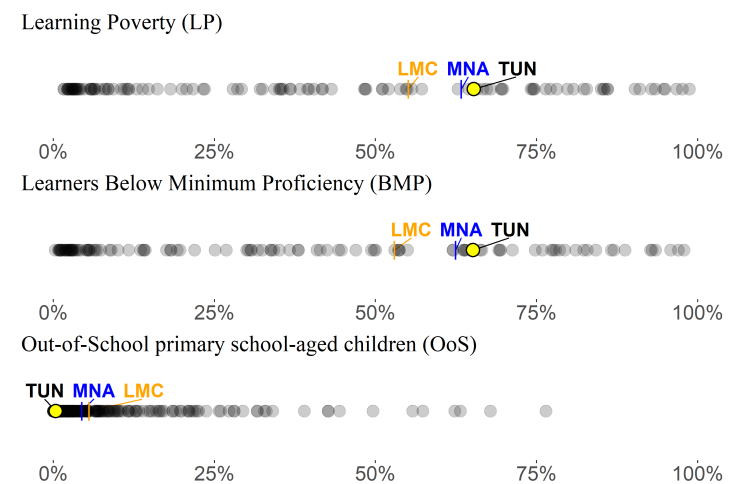 Learning Poverty (LP)
LMC MNA TUN
0% 25% 50% 75% 100%
Learners Below Minimum Proficiency (BMP)
LMC MNA TUN
0% 25% 50% 75% 100%
Out-of-School primary school-aged children (OoS)
TUN MNA LMC
0% 25% 50% 75% 100%